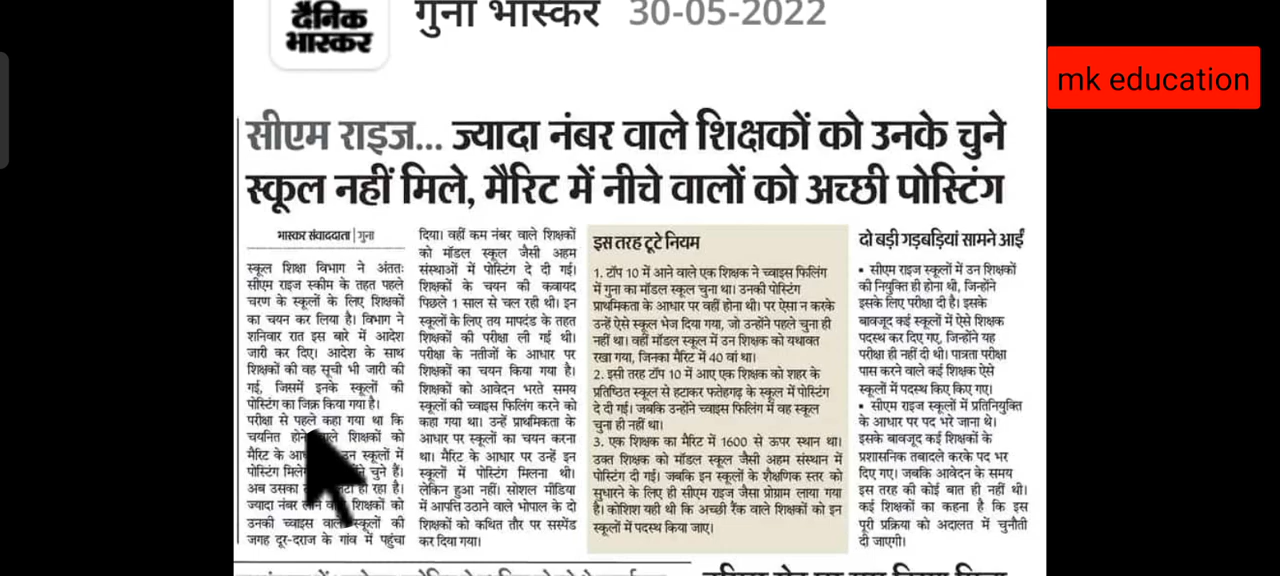 दैनिक
भास्कर
गुना भास्कर 30-05-2022
mk education
सीएम राइज... ज्यादा नंबर वाले शिक्षकों को उनके चुने
स्कूल नहीं मिले, मैरिट में नीचे वालों को अच्छी पोस्टिंग
भास्कर संवाददाता | गुना
स्कूल शिक्षा विभाग ने अंततः
सीएम राइज स्कीम के तहत पहले
चरण के स्कूलों के लिए शिक्षकों
का चयन कर लिया है। विभाग ने
शनिवार रात इस बारे में आदेश
जारी कर दिए। आदेश के साथ
शिक्षकों की वह सूची भी जारी की
गई, जिसमें इनके स्कूलों की
पोस्टिंग का जिक्र किया गया है।
परीक्षा से पहले कहा गया था कि
चयनित होने वाले शिक्षकों को
मैरिट के उन स्कूलों में
पोस्टिंग चुने हैं।
अब उसका हो रहा है।
ज्यादा नंबर शिक्षकों को
उनकी च्वाइस स्कूलों की
जगह दूर-दराज के गांव में पहुंचा
दिया। वहीं कम नंबर वाले शिक्षकों
को मॉडल स्कूल जैसी अहम
संस्थाओं में पोस्टिंग दे दी गई।
शिक्षकों के चयन की कवायद
पिछले 1 साल से चल रही थी। इन
स्कूलों के लिए तय मापदंड के तहत
शिक्षकों की परीक्षा ली गई थी।
परीक्षा के नतीजों के आधार पर
शिक्षकों का चयन किया गया है।
शिक्षकों को आवेदन भरते समय
स्कूलों की च्वाइस फिलिंग करने को
कहा गया था। उन्हें प्राथमिकता के
आधार पर स्कूलों का चयन करना
था। मैरिट के आधार पर उन्हें इन
स्कूलों में पोस्टिंग मिलना थी।
लेकिन हुआ नहीं। सोशल मीडिया
में आपत्ति उठाने वाले भोपाल के दो
शिक्षकों को कथित तौर पर सस्पेंड
कर दिया गया।
इस तरह टूटे नियम
1. टॉप 10 में आने वाले एक शिक्षक ने च्वाइस फिलिंग
में गुना का मॉडल स्कूल चुना था। उनकी पोस्टिंग
प्राथमिकता के आधार पर वहीं होना थी। पर ऐसा न करके
उन्हें ऐसे स्कूल भेज दिया गया, जो उन्होंने पहले चुना ही
नहीं था। वहीं मॉडल स्कूल में उन शिक्षक को यथावत
रखा गया, जिनका मैरिट में 40 वां था।
2. इसी तरह टॉप 10 में आए एक शिक्षक को शहर के
प्रतिष्ठित स्कूल से हटाकर फतेहगढ़ के स्कूल में पोस्टिंग
दे दी गई। जबकि उन्होंने च्वाइस फिलिंग में वह स्कूल
चुना ही नहीं था।
3. एक शिक्षक का मैरिट में 1600 से ऊपर स्थान था।
उक्त शिक्षक को मॉडल स्कूल जैसी अहम संस्थान में
पोस्टिंग दी गई। जबकि इन स्कूलों के शैक्षणिक स्तर को
सुधारने के लिए ही सीएम राइज जैसा प्रोग्राम लाया गया
है। कोशिश यही थी कि अच्छी रैंक वाले शिक्षकों को इन
स्कूलों में पदस्थ किया जाए।
दो बड़ी गड़बड़ियां सामने आईं
• सीएम राइज स्कूलों में उन शिक्षकों
की नियुक्ति ही होना थी, जिन्होंने
इसके लिए परीक्षा दी है। इसके
बावजूद कई स्कूलों में ऐसे शिक्षक
पदस्थ कर दिए गए, जिन्होंने यह
परीक्षा ही नहीं दी थी। पात्रता परीक्षा
पास करने वाले कई शिक्षक ऐसे
स्कूलों में पदस्थ किए किए गए।
• सीएम राइज स्कूलों में प्रतिनियुक्ति
के आधार पर पद भरे जाना थे।
इसके बावजूद कई शिक्षकों के
प्रशासनिक तबादले करके पद भर
दिए गए। जबकि आवेदन के समय
इस तरह की कोई बात ही नहीं थी।
कई शिक्षकों का कहना है कि इस
पूरी प्रक्रिया को अदालत में चुनौती
दी जाएगी।